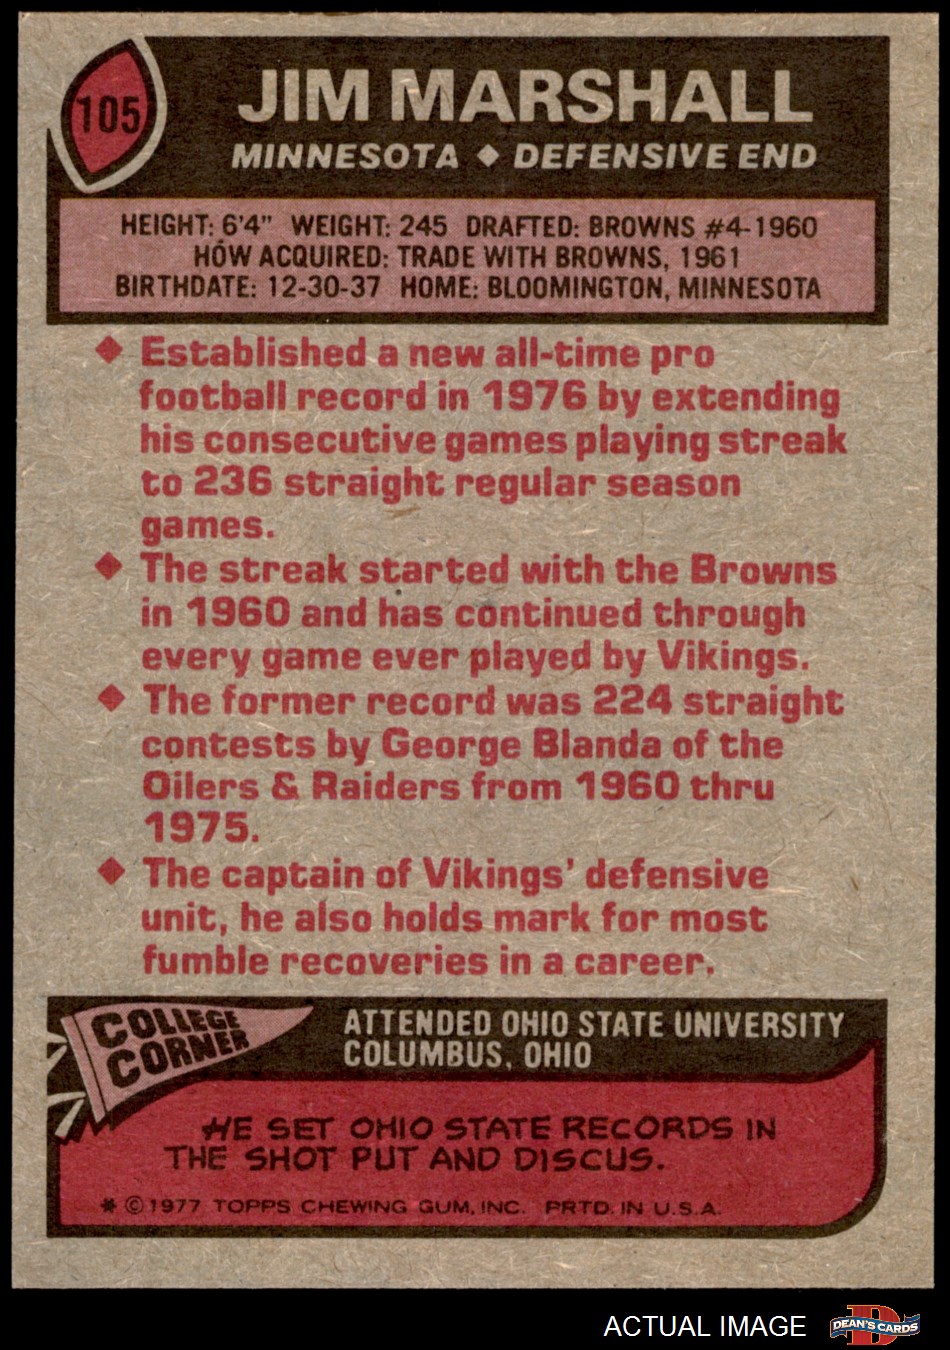 105
JIM MARSHALL
MINNESOTA ◆ DEFENSIVE END
HEIGHT: 6'4" WEIGHT: 245 DRAFTED: BROWNS #4-1960
HOW ACQUIRED: TRADE WITH BROWNS, 1961
BIRTHDATE: 12-30-37 HOME: BLOOMINGTON, MINNESOTA
◆ Established a new all-time pro
football record in 1976 by extending
his consecutive games playing streak
to 236 straight regular season
games.
◆ The streak started with the Browns
in 1960 and has continued through
every game ever played by Vikings.
◆ The former record was 224 straight
contests by George Blanda of the
Oilers & Raiders from 1960 thru
1975.
◆ The captain of Vikings' defensive
unit, he also holds mark for most
fumble recoveries in a career.
COLLEGE
CORNER
ATTENDED OHIO STATE UNIVERSITY
COLUMBUS, OHIO
HE SET OHIO STATE RECORDS IN
THE SHOT PUT AND DISCUS.
* © 1977 TOPPS CHEWING GUM, INC. PRTD. IN U.S.A.
ACTUAL IMAGE
D
DEAN'S CARDS